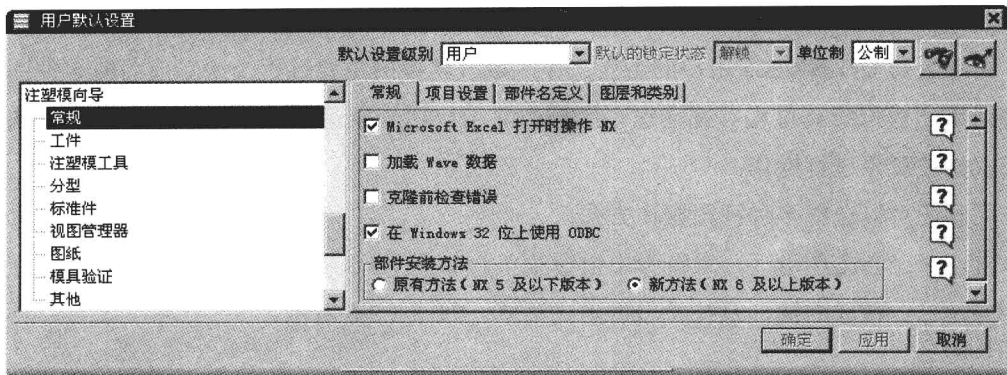 用户默认设置
默认设置级别 用户 默认的锁定状态 解锁 单位制 公制
注塑模向导
常规
工件
注塑模工具
分型
标准件
视图管理器
图纸
模具验证
其他
常规 项目设置 部件名定义 图层和类别
Microsoft Excel 打开时操作 NX
加载 Wave 数据
克隆前检查错误
在 Windows 32 位上使用 ODBC
部件安装方法
原有方法(NX 5 及以下版本) 新方法(NX 6 及以上版本)
确定 应用 取消